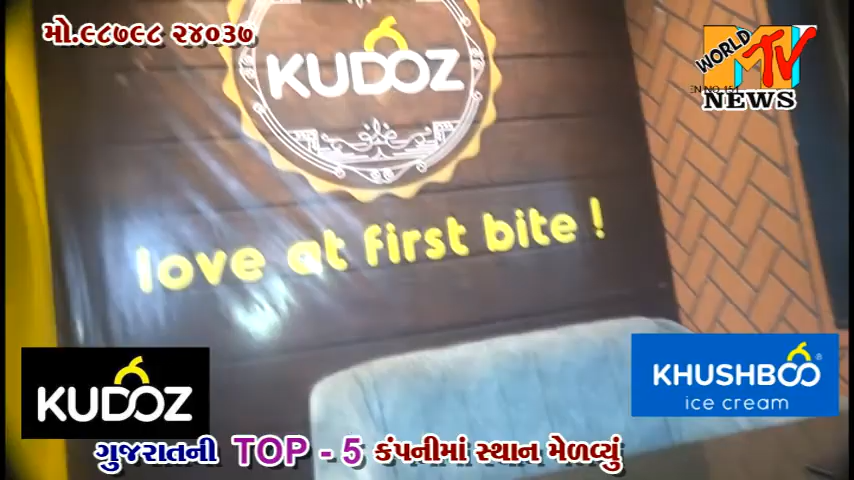 મો.૯૮૭૯૮ ૨૪૦૩૭
WORLD
MTV
NEWS
KUDOZ
love at first bite !
KUDOZ
KHUSHBOO
ice cream
ગુજરાતની TOP - 5 કંપનીમાં સ્થાન મેળવ્યું